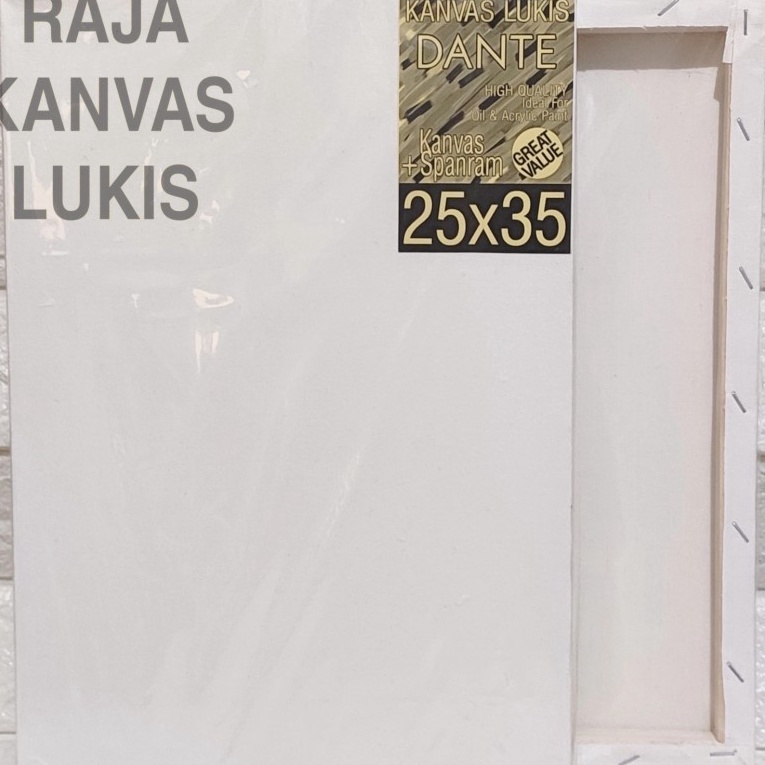 RAJA
KANVAS
LUKIS
KANVAS LUKIS
DANTE
HIGH QUALITY
Ideal For
Oil & Acrylic Paint
Kanvas
+Spanram
GREAT
VALUE
25x35